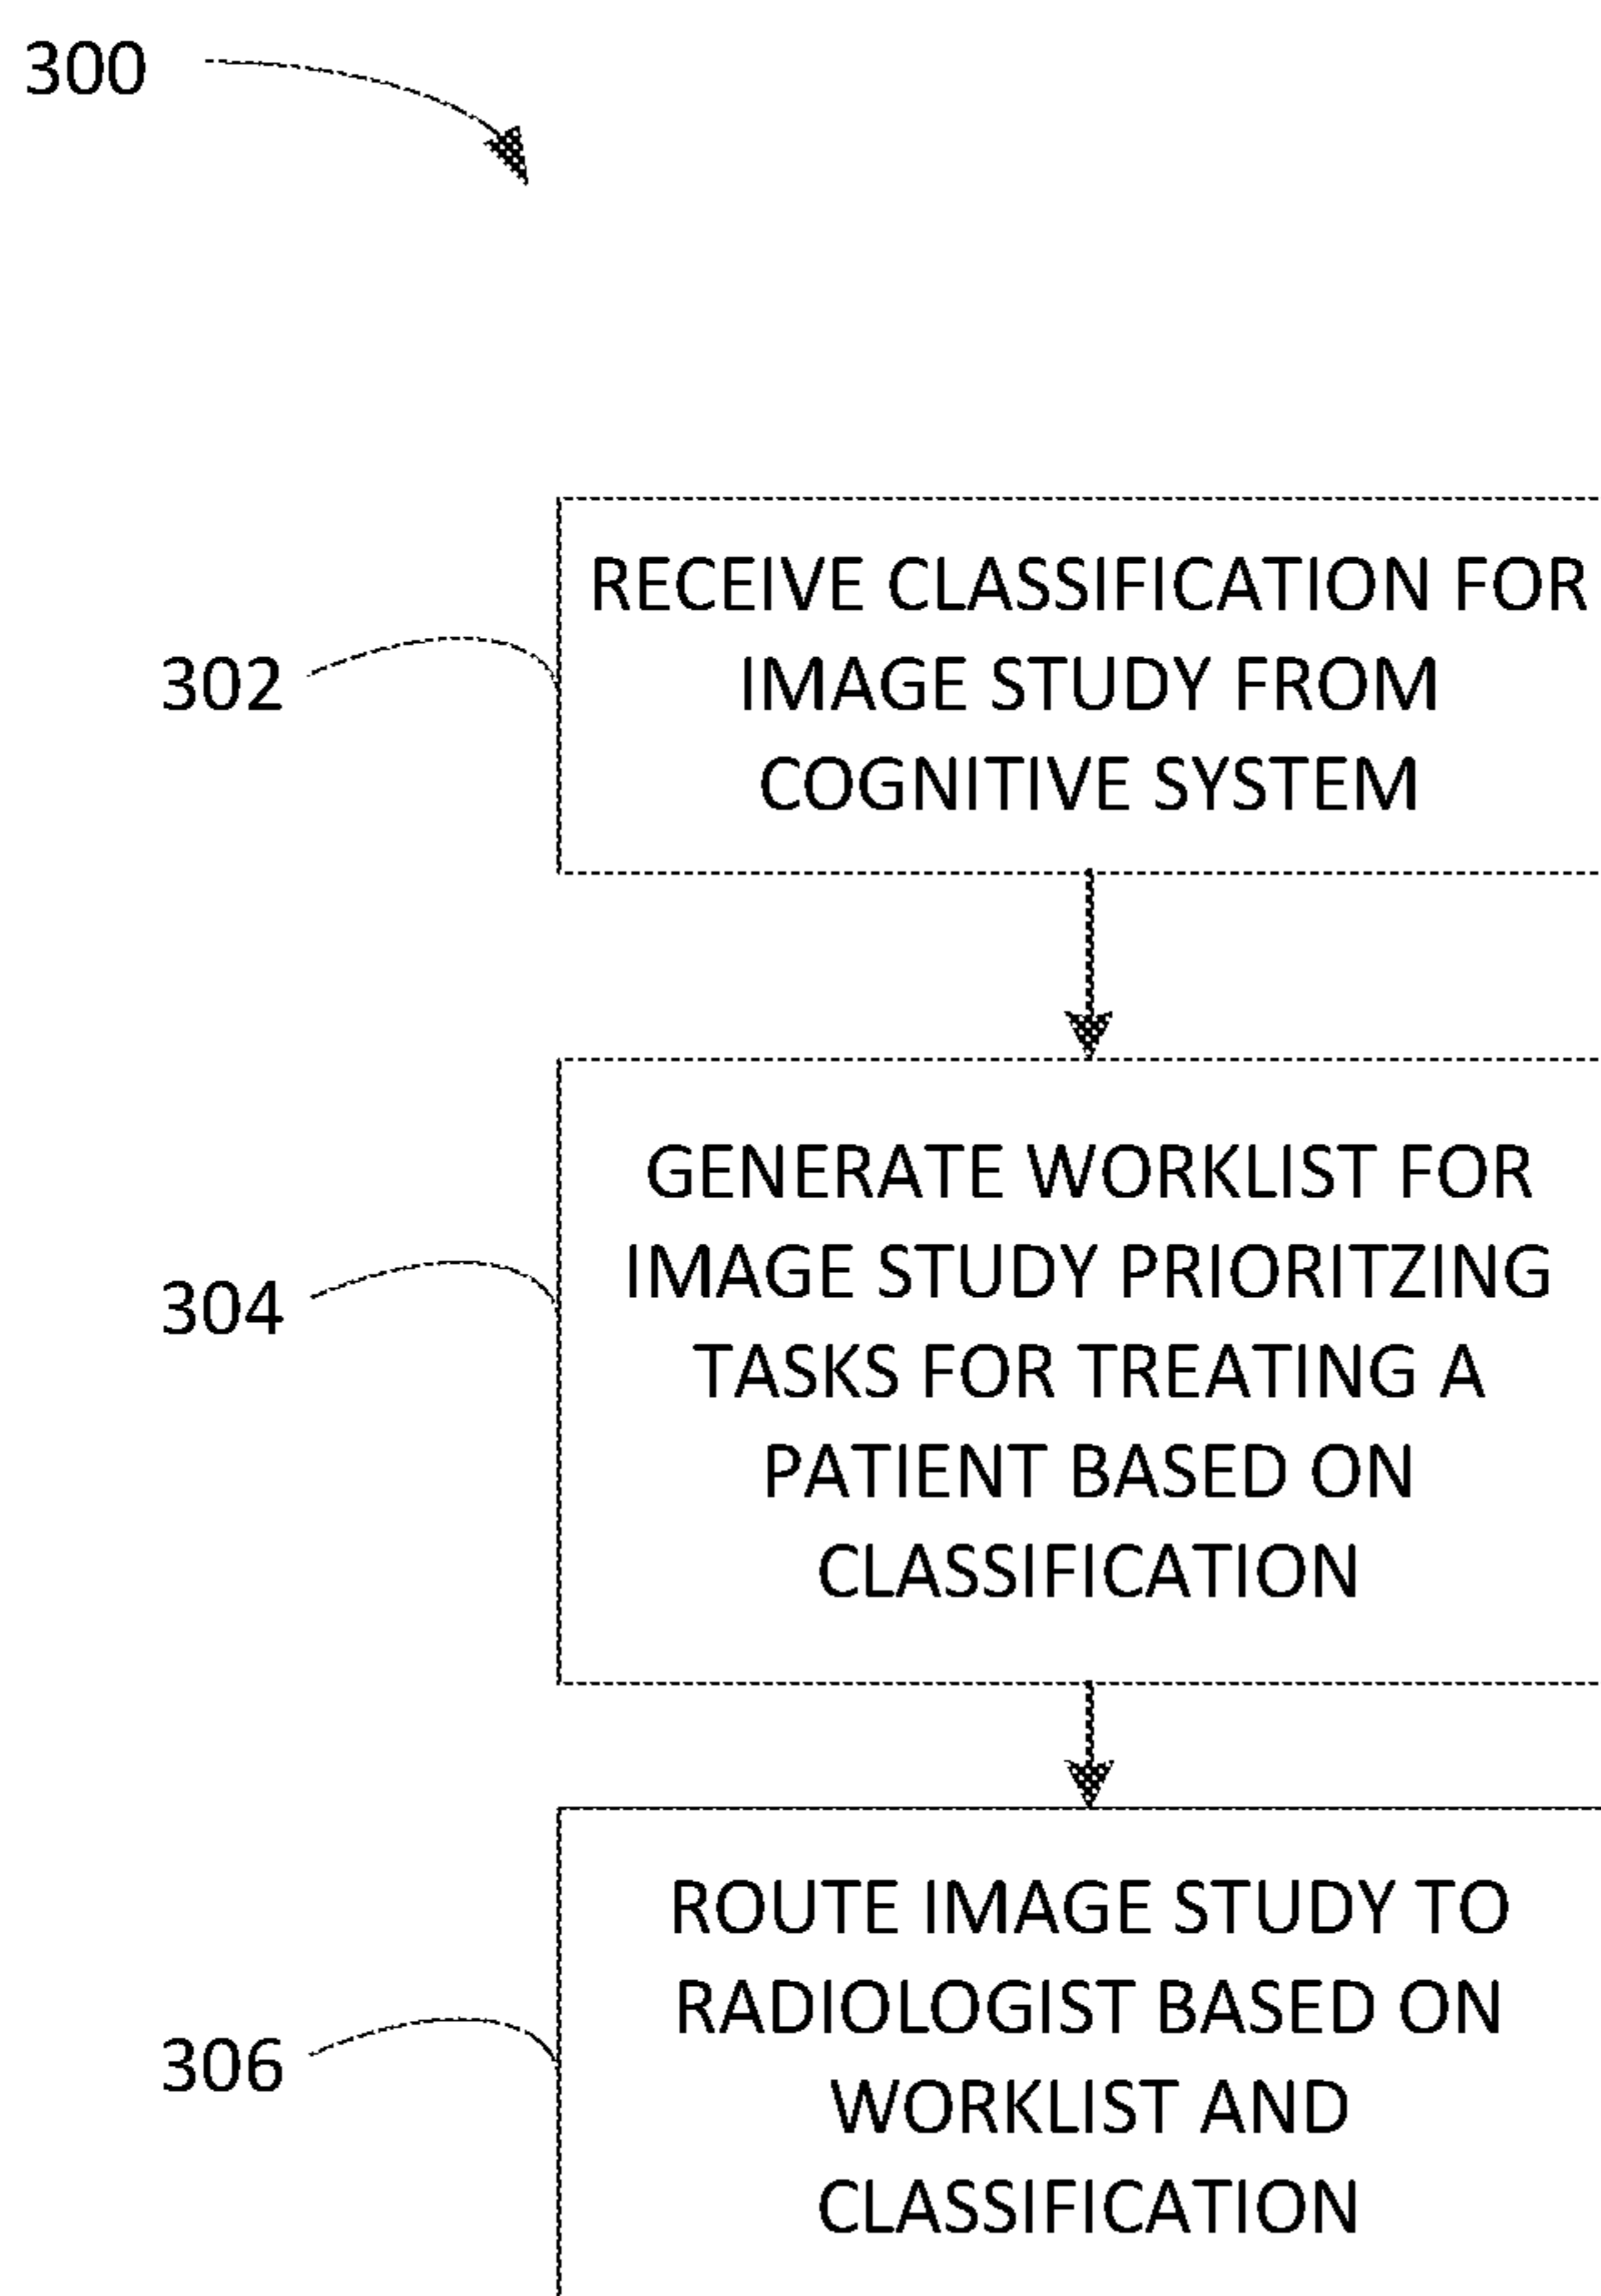 300
302
RECEIVE CLASSIFICATION FOR
IMAGE STUDY FROM
COGNITIVE SYSTEM
304
GENERATE WORKLIST FOR
IMAGE STUDY PRIORITZING
TASKS FOR TREATING A
PATIENT BASED ON
CLASSIFICATION
306
ROUTE IMAGE STUDY TO
RADIOLOGIST BASED ON
WORKLIST AND
CLASSIFICATION